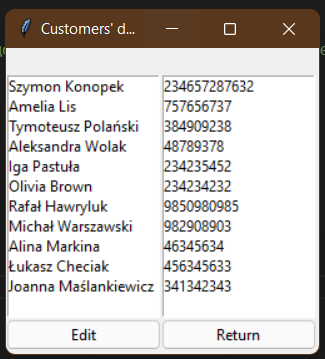 Customers' d...
Szymon Konopek 234657287632
Amelia Lis 757656737
Tymoteusz Polański 384909238
Aleksandra Wolak 48789378
Iga Pastuła 234235452
Olivia Brown 234234232
Rafał Hawryluk 9850980985
Michał Warszawski 982908903
Alina Markina 46345634
Łukasz Checiak 456345633
Joanna Maślankiewicz 341342343
Edit Return